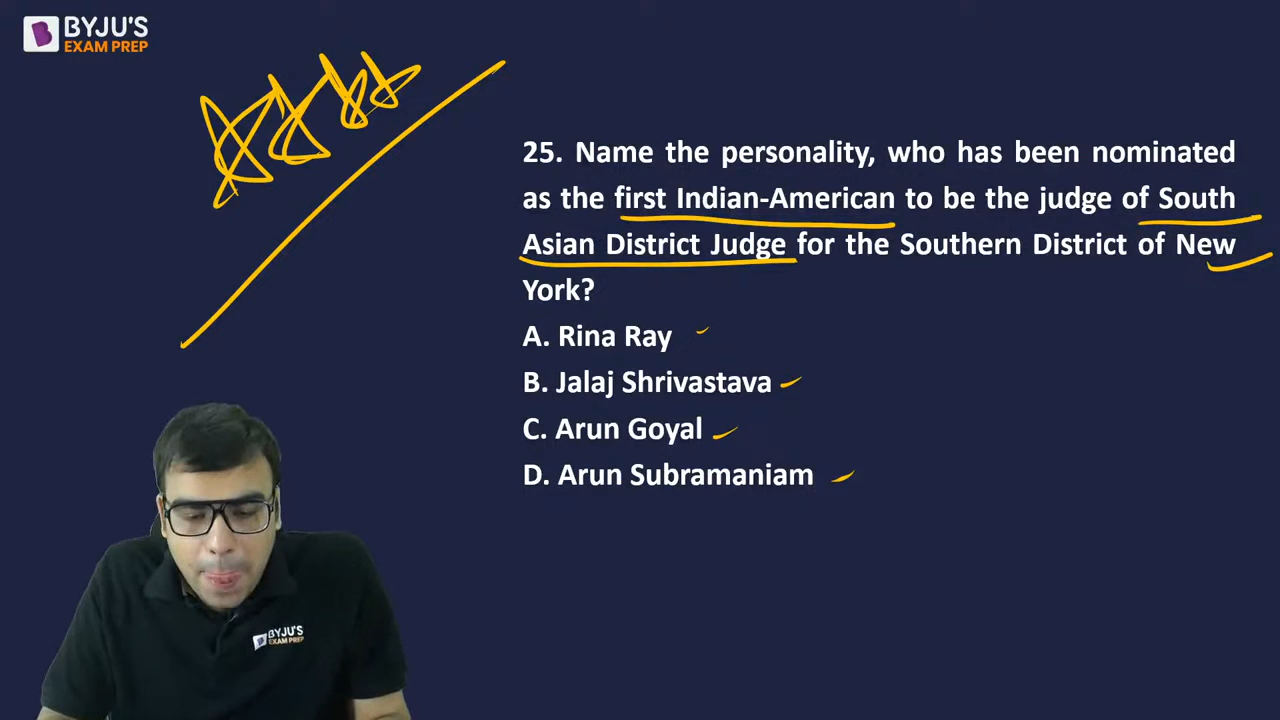 BYJU'S
EXAM PREP
25. Name the personality, who has been nominated
as the first Indian-American to be the judge of South
Asian District Judge for the Southern District of New
York?
A. Rina Ray
B. Jalaj Shrivastava
C. Arun Goyal
D. Arun Subramaniam
BYJU'S
EXAM PREP